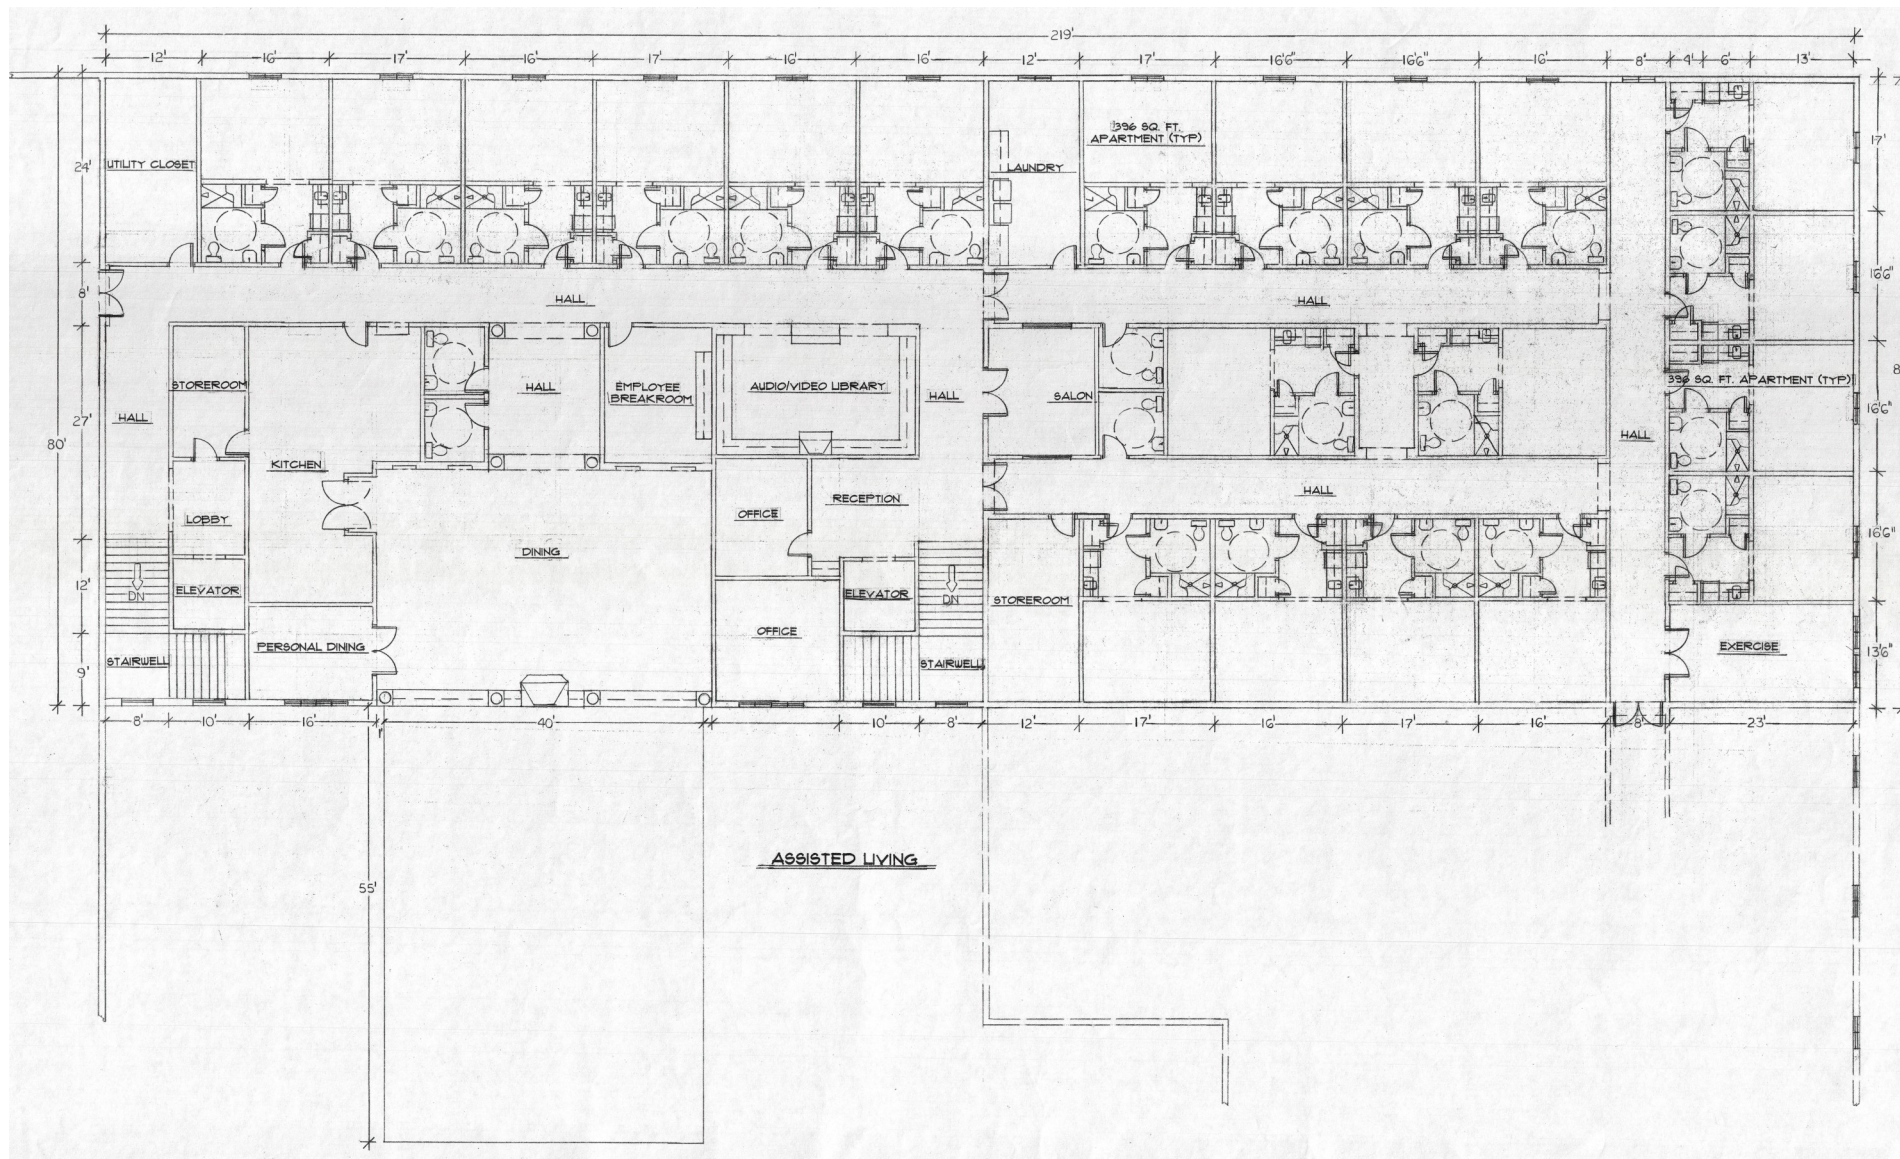 219'
12' 16' 17' 16' 17' 16' 16' 12' 17' 16'6" 16'6" 16' 8' 4' 6' 13'
24'
8'
27'
80'
12'
9'
UTILITY CLOSET
LAUNDRY
396 SQ. FT.
APARTMENT (TYP)
17'
HALL
HALL
16'6"
STOREROOM
HALL
KITCHEN
HALL
EMPLOYEE
BREAKROOM
AUDIO/VIDEO LIBRARY
HALL
SALON
HALL
396 SQ. FT. APARTMENT (TYP)
8
16'6"
LOBBY
OFFICE
RECEPTION
HALL
DINING
16'6"
DN
ELEVATOR
ELEVATOR
DN
STOREROOM
STAIRWELL
PERSONAL DINING
OFFICE
STAIRWELL
EXERCISE
13'6"
8' 10' 16' 1' 40' 10' 8' 12' 17' 16' 17' 16' 8' 23'
ASSISTED LIVING
55'